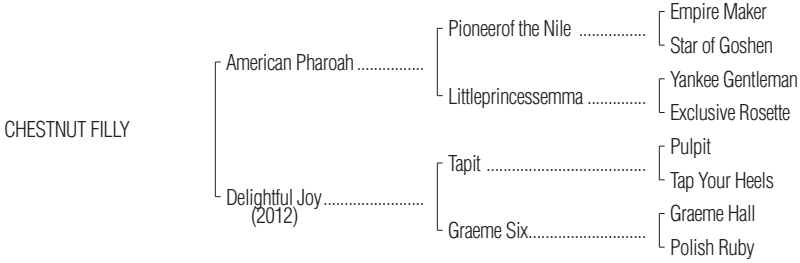 Empire Maker
Pioneerof the Nile ................
Star of Goshen
American Pharoah ................
Yankee Gentleman
Littleprincessemma ..............
Exclusive Rosette
CHESTNUT FILLY
Pulpit
Tapit ......................................
Tap Your Heels
Delightful Joy........................
(2012)
Graeme Hall
Graeme Six............................
Polish Ruby